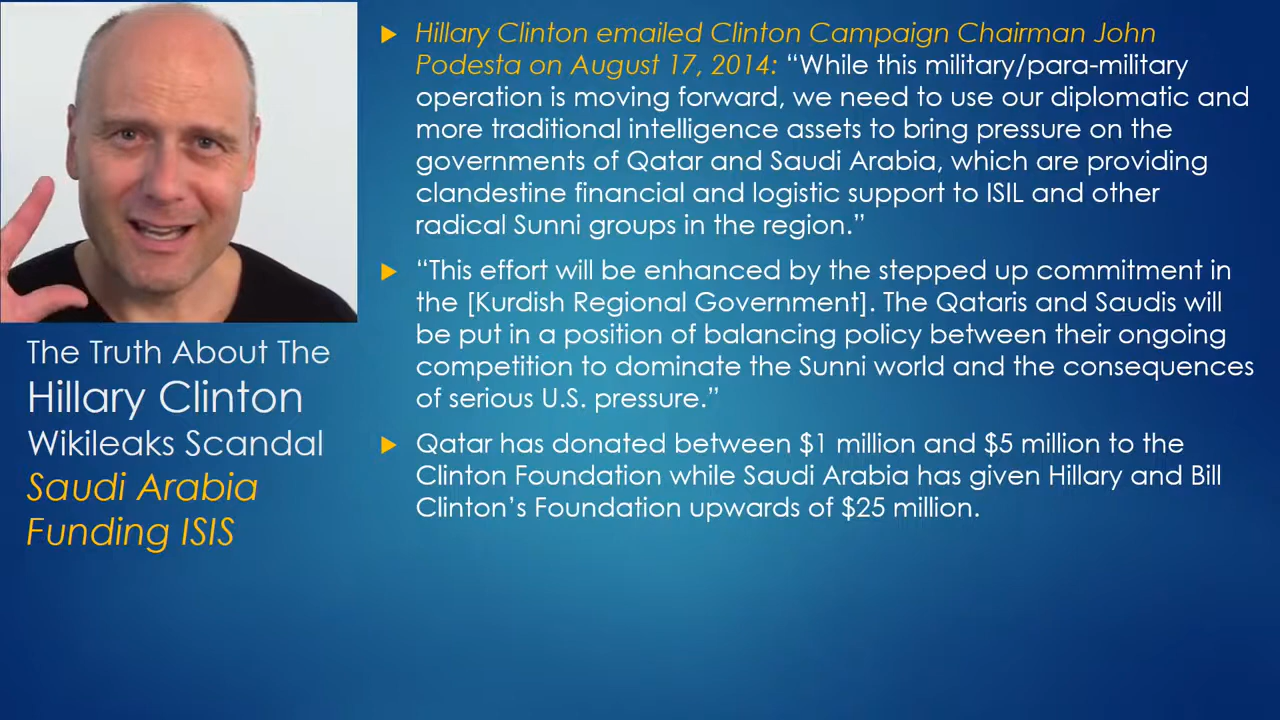 The Truth About The
Hillary Clinton
Wikileaks Scandal
Saudi Arabia
Funding ISIS
Hillary Clinton emailed Clinton Campaign Chairman John
Podesta on August 17, 2014: “While this military/para-military
operation is moving forward, we need to use our diplomatic and
more traditional intelligence assets to bring pressure on the
governments of Qatar and Saudi Arabia, which are providing
clandestine financial and logistic support to ISIL and other
radical Sunni groups in the region.”
“This effort will be enhanced by the stepped up commitment in
the [Kurdish Regional Government]. The Qataris and Saudis will
be put in a position of balancing policy between their ongoing
competition to dominate the Sunni world and the consequences
of serious U.S. pressure.”
Qatar has donated between $1 million and $5 million to the
Clinton Foundation while Saudi Arabia has given Hillary and Bill
Clinton’s Foundation upwards of $25 million.